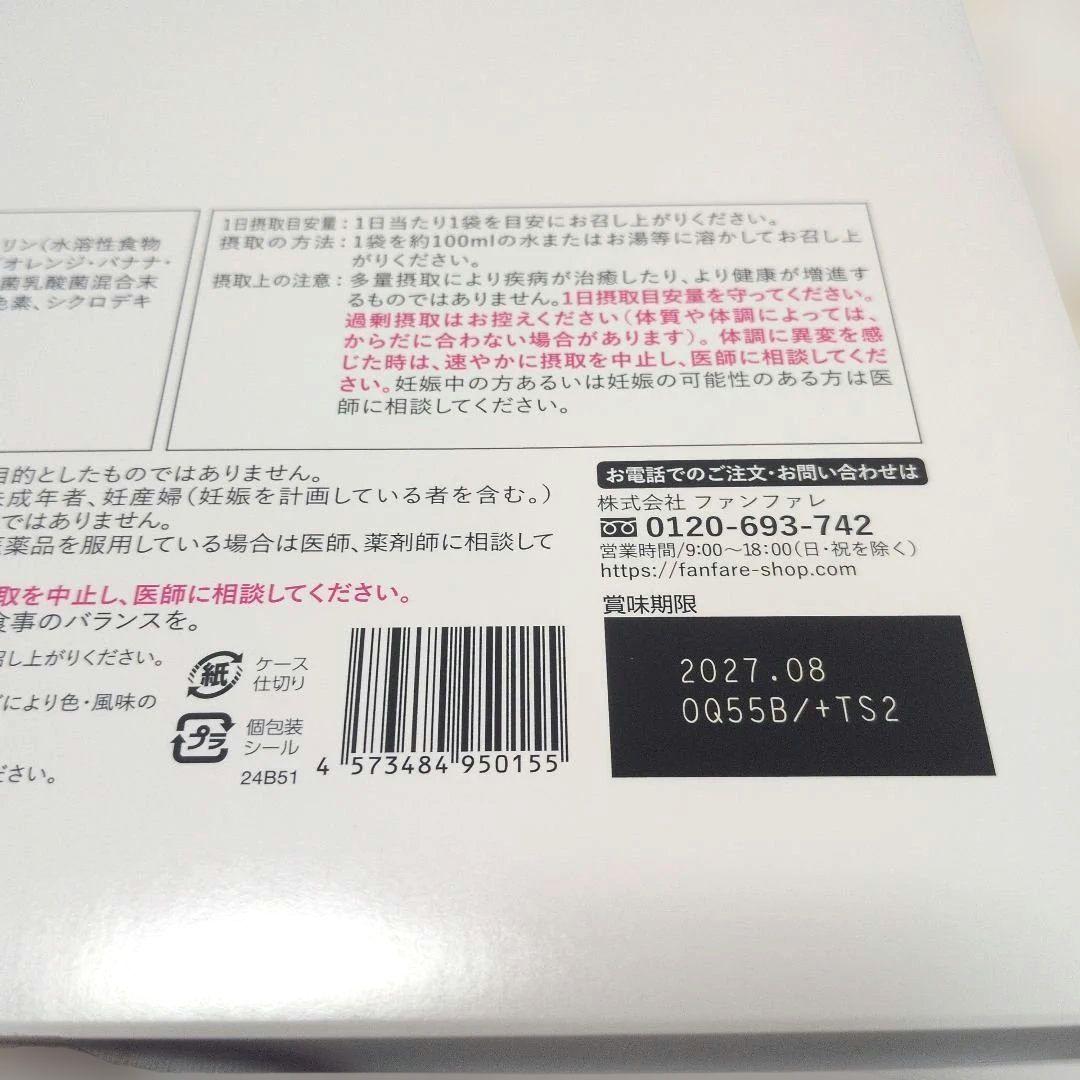 リン(水溶性食物
オレンジ・バナナ・
菌乳酸菌混合末
色素、シクロデキ
1日摂取目安量：1日当たり1袋を目安にお召し上がりください。
摂取の方法：1袋を約100mlの水またはお湯等に溶かしてお召し上
がりください。
摂取上の注意：多量摂取により疾病が治癒したり、より健康が増進す
るものではありません。1日摂取目安量を守ってください。
過剰摂取はお控えください(体質や体調によっては、
からだに合わない場合があります)。体調に異変を感
じた時は、速やかに摂取を中止し、医師に相談してくだ
さい。妊娠中の方あるいは妊娠の可能性のある方は医
師に相談してください。
目的としたものではありません。
未成年者、妊産婦(妊娠を計画している者を含む。)
ではありません。
医薬品を服用している場合は医師、薬剤師に相談して
取を中止し、医師に相談してください。
食事のバランスを。
召し上がりください。
により色・風味の
ださい。
紙
ケース
仕切り
プラ
個包装
シール
24B51
4 573484 950155
お電話でのご注文・お問い合わせは
株式会社 ファンファレ
0120-693-742
営業時間/9:00〜18:00(日・祝を除く)
https://fanfare-shop.com
賞味期限
2027.08
0Q55B/+TS2